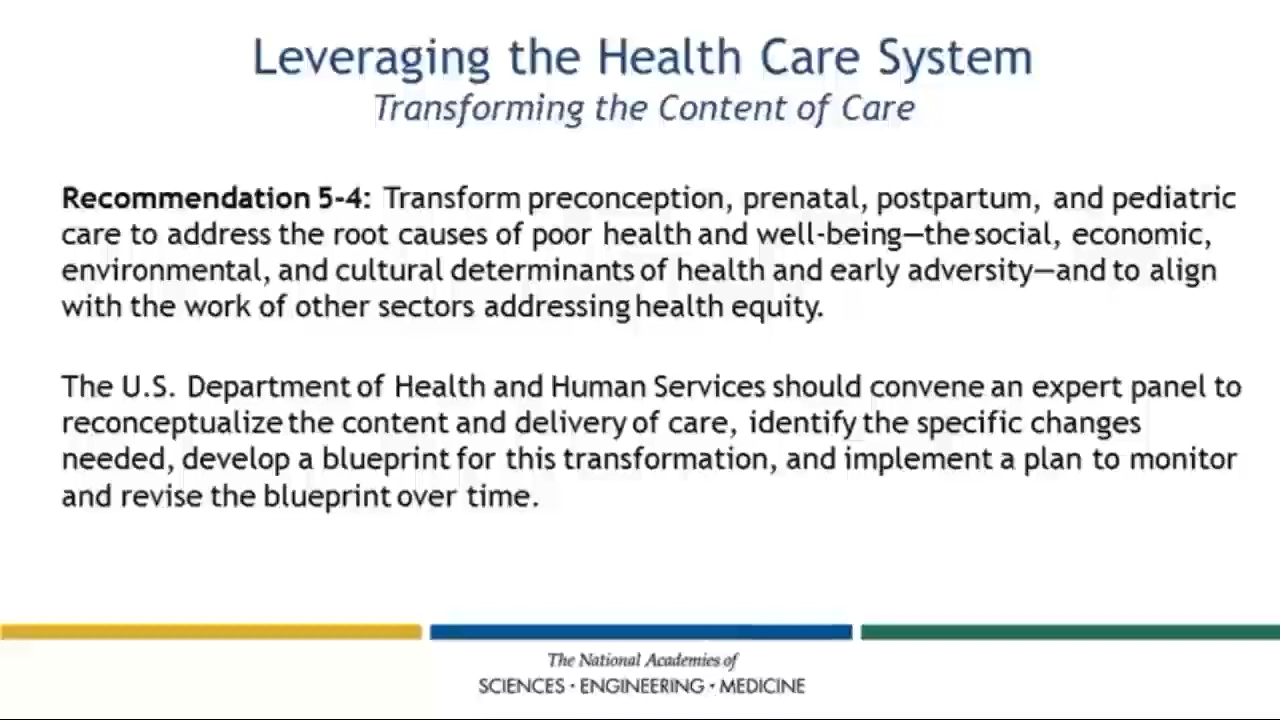 Leveraging the Health Care System
Transforming the Content of Care
Recommendation 5-4: Transform preconception, prenatal, postpartum, and pediatric
care to address the root causes of poor health and well-being—the social, economic,
environmental, and cultural determinants of health and early adversity—and to align
with the work of other sectors addressing health equity.
The U.S. Department of Health and Human Services should convene an expert panel to
reconceptualize the content and delivery of care, identify the specific changes
needed, develop a blueprint for this transformation, and implement a plan to monitor
and revise the blueprint over time.
The National Academies of
SCIENCES · ENGINEERING · MEDICINE